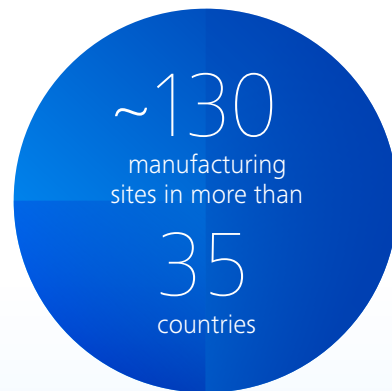 ~130
manufacturing
sites in more than
35
countries